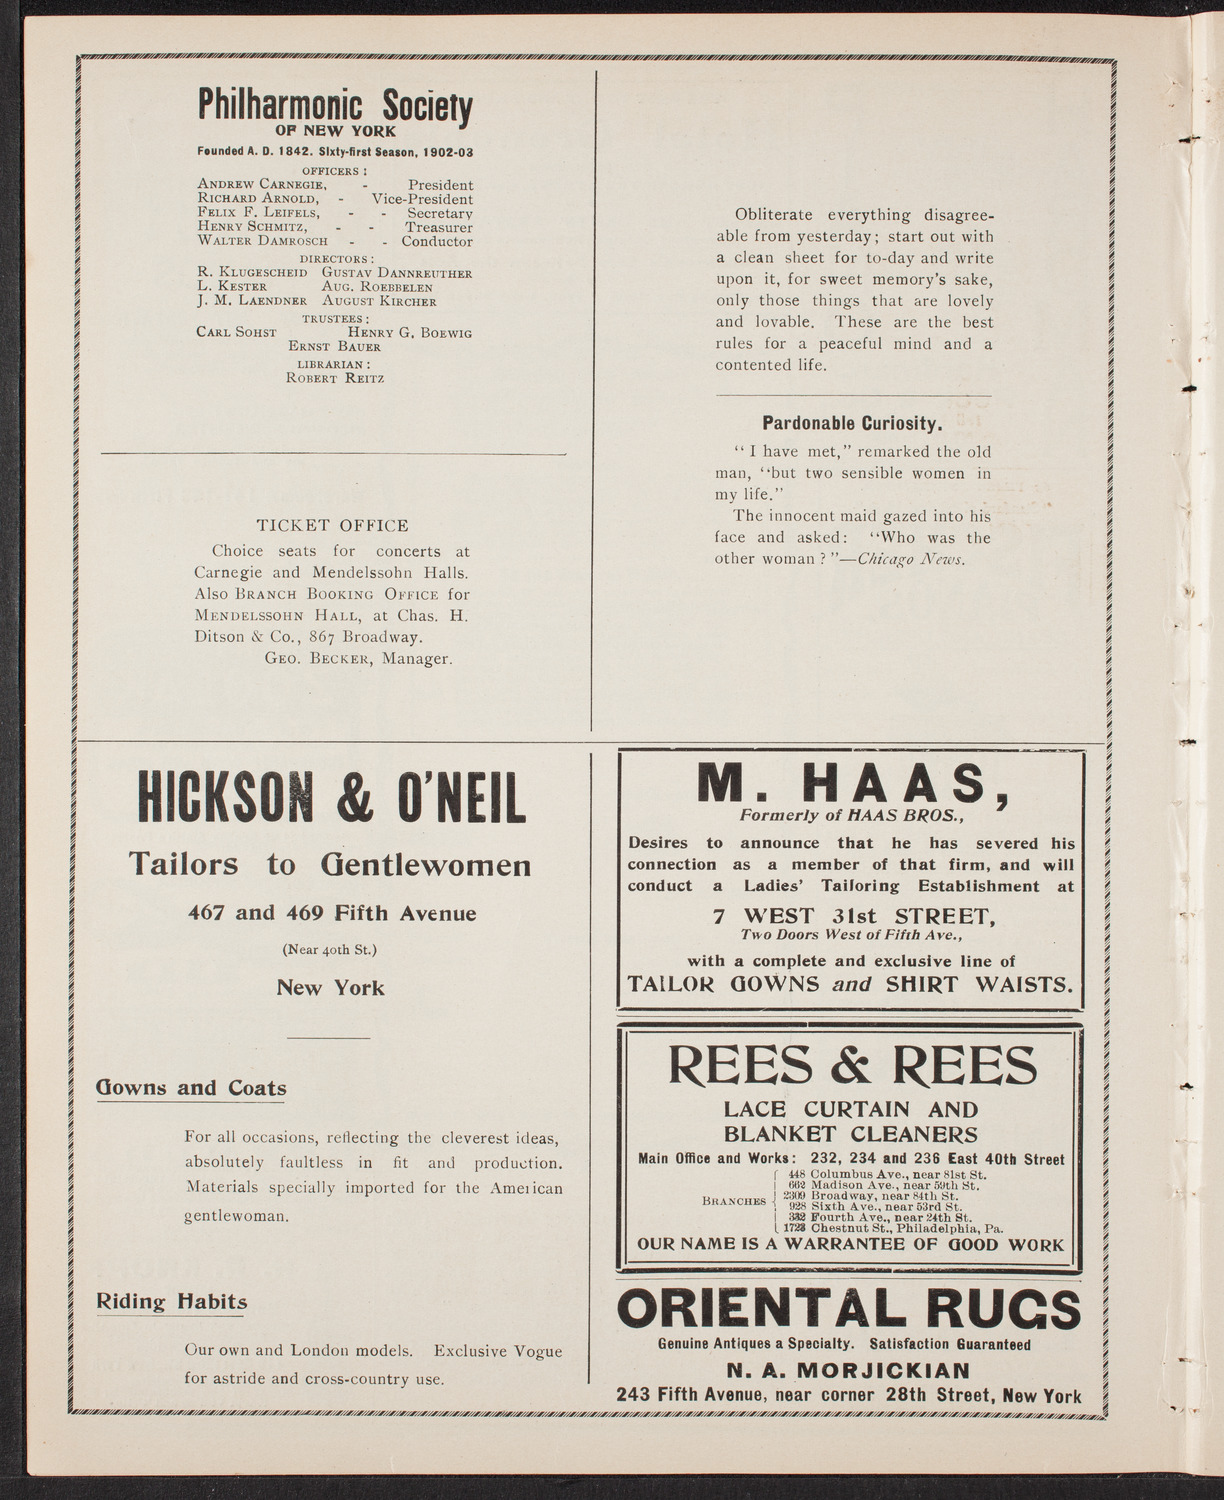 Philharmonic Society
OF NEW YORK
Founded A. D. 1842. Sixty-first Season, 1902-03
OFFICERS:
ANDREW CARNEGIE, - President
RICHARD ARNOLD, - Vice-President
FELIX F. LEIFELS, - - Secretary
HENRY SCHMITZ, - - Treasurer
WALTER DAMROSCH - - Conductor
DIRECTORS:
R. KLUGESCHEID GUSTAV DANNREUTHER
L. KESTER AUG. ROEBBELEN
J. M. LAENDNER AUGUST KIRCHER
TRUSTEES:
CARL SOHST HENRY G. BOEWIG
ERNST BAUER
LIBRARIAN:
ROBERT REITZ
TICKET OFFICE
Choice seats for concerts at
Carnegie and Mendelssohn Halls.
Also BRANCH BOOKING OFFICE for
MENDELSSOHN HALL, at Chas. H.
Ditson & Co., 867 Broadway.
GEO. BECKER, Manager.
Obliterate everything disagree-
able from yesterday; start out with
a clean sheet for to-day and write
upon it, for sweet memory's sake,
only those things that are lovely
and lovable. These are the best
rules for a peaceful mind and a
contented life.
Pardonable Curiosity.
"I have met," remarked the old
man, "but two sensible women in
my life."
The innocent maid gazed into his
face and asked: "Who was the
other woman?"—Chicago News.
HICKSON & O'NEIL
Tailors to Gentlewomen
467 and 469 Fifth Avenue
(Near 40th St.)
New York
Gowns and Coats
For all occasions, reflecting the cleverest ideas,
absolutely faultless in fit and production.
Materials specially imported for the American
gentlewoman.
Riding Habits
Our own and London models. Exclusive Vogue
for astride and cross-country use.
M. HAAS,
Formerly of HAAS BROS.,
Desires to announce that he has severed his
connection as a member of that firm, and will
conduct a Ladies' Tailoring Establishment at
7 WEST 31st STREET,
Two Doors West of Fifth Ave.,
with a complete and exclusive line of
TAILOR GOWNS and SHIRT WAISTS.
REES & REES
LACE CURTAIN AND
BLANKET CLEANERS
Main Office and Works: 232, 234 and 236 East 40th Street
BRANCHES
448 Columbus Ave., near 81st St.
662 Madison Ave., near 59th St.
2309 Broadway, near 84th St.
928 Sixth Ave., near 53rd St.
332 Fourth Ave., near 24th St.
1723 Chestnut St., Philadelphia, Pa.
OUR NAME IS A WARRANTEE OF GOOD WORK
ORIENTAL RUGS
Genuine Antiques a Specialty. Satisfaction Guaranteed
N. A. MORJICKIAN
243 Fifth Avenue, near corner 28th Street, New York